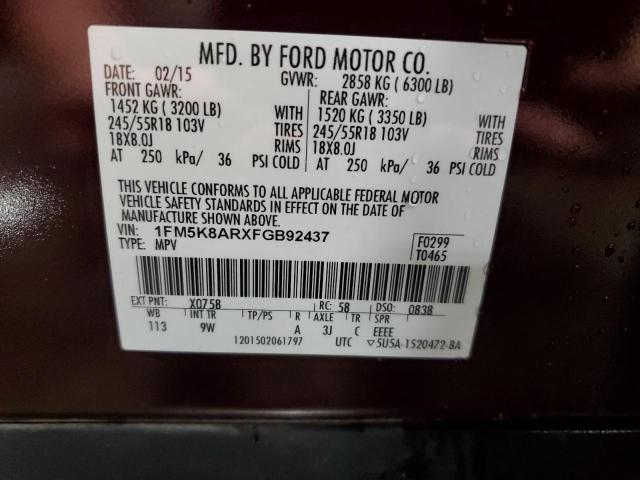 MFD. BY FORD MOTOR CO.
DATE: 02/15 GVWR: 2858 KG ( 6300 LB)
FRONT GAWR: REAR GAWR:
1452 KG ( 3200 LB) WITH 1520 KG ( 3350 LB) WITH
245/55R18 103V TIRES 245/55R18 103V TIRES
18X8.0J RIMS 18X8.0J RIMS
AT 250 kPa/ 36 PSI COLD AT 250 kPa/ 36 PSI COLD
THIS VEHICLE CONFORMS TO ALL APPLICABLE FEDERAL MOTOR
VEHICLE SAFETY STANDARDS IN EFFECT ON THE DATE OF
MANUFACTURE SHOWN ABOVE.
VIN: 1FM5K8ARXFGB92437 F0299
TYPE: MPV T0465
EXT PNT: X075B RC: 58 DSO: 0838
WB INT TR TP/PS R AXLE TR SPR
113 9W A 3J C EEEE
1201502061797 UTC ▽5U5A-1520472-BA